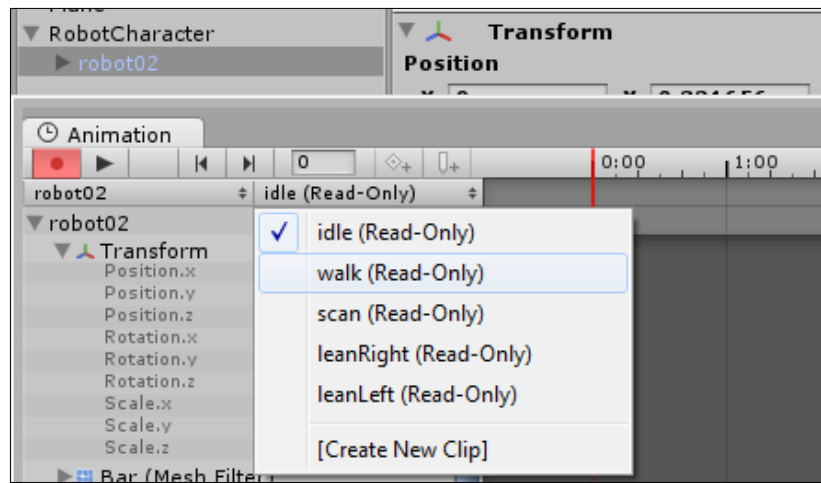 RobotCharacter
Transform
robot02
Position
Animation
0
0:00
1:00
robot02
idle (Read-Only)
robot02
idle (Read-Only)
Transform
Position.x
walk (Read-Only)
Position.y
Position.z
scan (Read-Only)
Rotation.x
Rotation.y
leanRight (Read-Only)
Rotation.z
Scale.x
leanLeft (Read-Only)
Scale.y
Scale.z
[Create New Clip]
Bar (Mesh Filter)